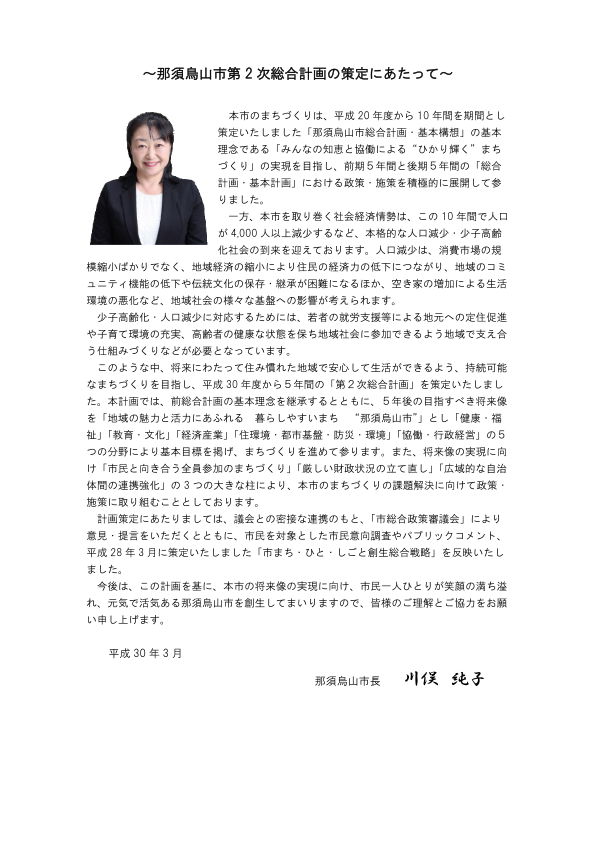 ～那須烏山市第２次総合計画の策定にあたって～
本市のまちづくりは、平成 20 年度から 10 年間を期間とし
策定いたしました「那須烏山市総合計画・基本構想」の基本
理念である「みんなの知恵と協働による“ひかり輝く”まち
づくり」の実現を目指し、前期５年間と後期５年間の「総合
計画・基本計画」における政策・施策を積極的に展開して参
りました。
一方、本市を取り巻く社会経済情勢は、この 10 年間で人口
が 4,000 人以上減少するなど、本格的な人口減少・少子高齢
化社会の到来を迎えております。人口減少は、消費市場の規
模縮小ばかりでなく、地域経済の縮小により住民の経済力の低下につながり、地域のコミ
ュニティ機能の低下や伝統文化の保存・継承が困難になるほか、空き家の増加による生活
環境の悪化など、地域社会の様々な基盤への影響が考えられます。
少子高齢化・人口減少に対応するためには、若者の就労支援等による地元への定住促進
や子育て環境の充実、高齢者の健康な状態を保ち地域社会に参加できるよう地域で支え合
う仕組みづくりなどが必要となっています。
このような中、将来にわたって住み慣れた地域で安心して生活ができるよう、持続可能
なまちづくりを目指し、平成 30 年度から５年間の「第２次総合計画」を策定いたしまし
た。本計画では、前総合計画の基本理念を継承するとともに、５年後の目指すべき将来像
を「地域の魅力と活力にあふれる　暮らしやすいまち　“那須烏山市”」とし「健康・福
祉」「教育・文化」「経済産業」「住環境・都市基盤・防災・環境」「協働・行政経営」の５
つの分野により基本目標を掲げ、まちづくりを進めて参ります。また、将来像の実現に向
け「市民と向き合う全員参加のまちづくり」「厳しい財政状況の立て直し」「広域的な自治
体間の連携強化」の３つの大きな柱により、本市のまちづくりの課題解決に向けて政策・
施策に取り組むこととしております。
計画策定にあたりましては、議会との密接な連携のもと、「市総合政策審議会」により
意見・提言をいただくとともに、市民を対象とした市民意向調査やパブリックコメント、
平成 28 年３月に策定いたしました「市まち・ひと・しごと創生総合戦略」を反映いたし
ました。
今後は、この計画を基に、本市の将来像の実現に向け、市民一人ひとりが笑顔の満ち溢
れ、元気で活気ある那須烏山市を創生してまいりますので、皆様のご理解とご協力をお願
い申し上げます。
平成 30 年３月
那須烏山市長　川俣　純子